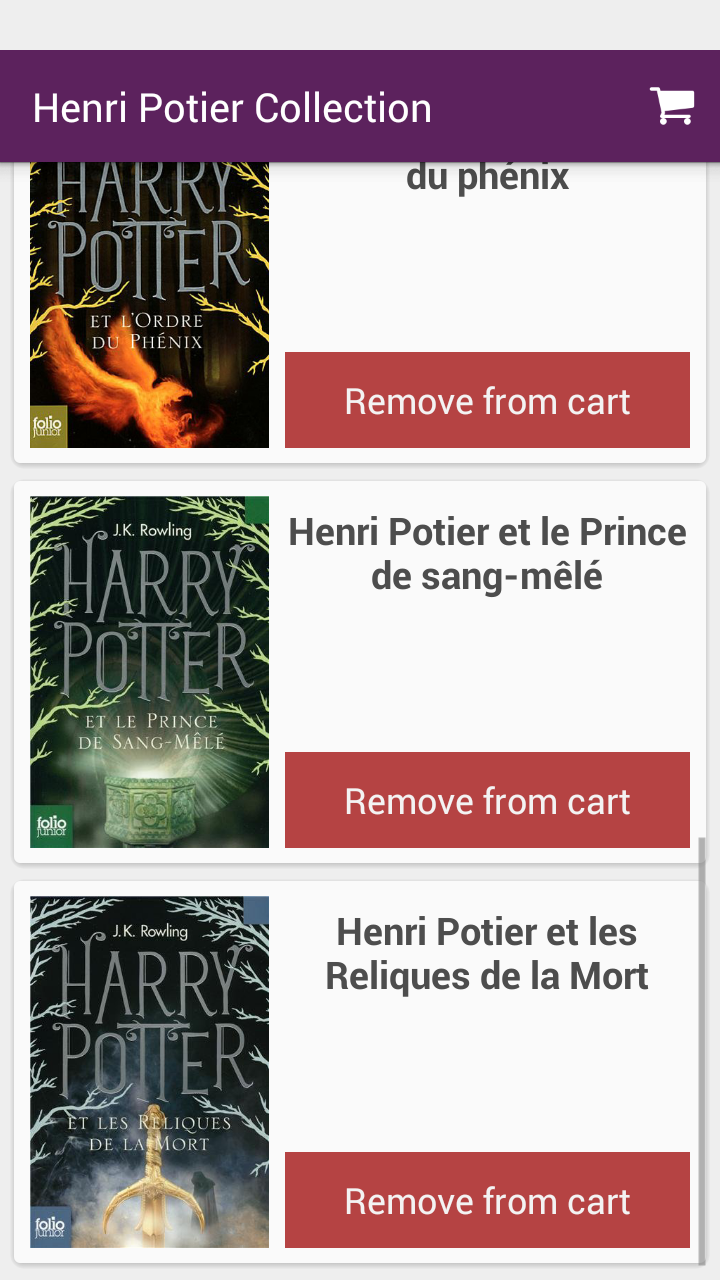 Henri Potier Collection
HARRY
POTTER
ET L'ORDRE
DU PHÉNIX
folio
junior
du phénix
Remove from cart
J.K. Rowling
HARRY
POTTER
ET LE PRINCE
DE SANG-MÊLÉ
folio
junior
Henri Potier et le Prince
de sang-mêlé
Remove from cart
J.K. Rowling
HARRY
POTTER
ET LES RELIQUES
DE LA MORT
folio
junior
Henri Potier et les
Reliques de la Mort
Remove from cart